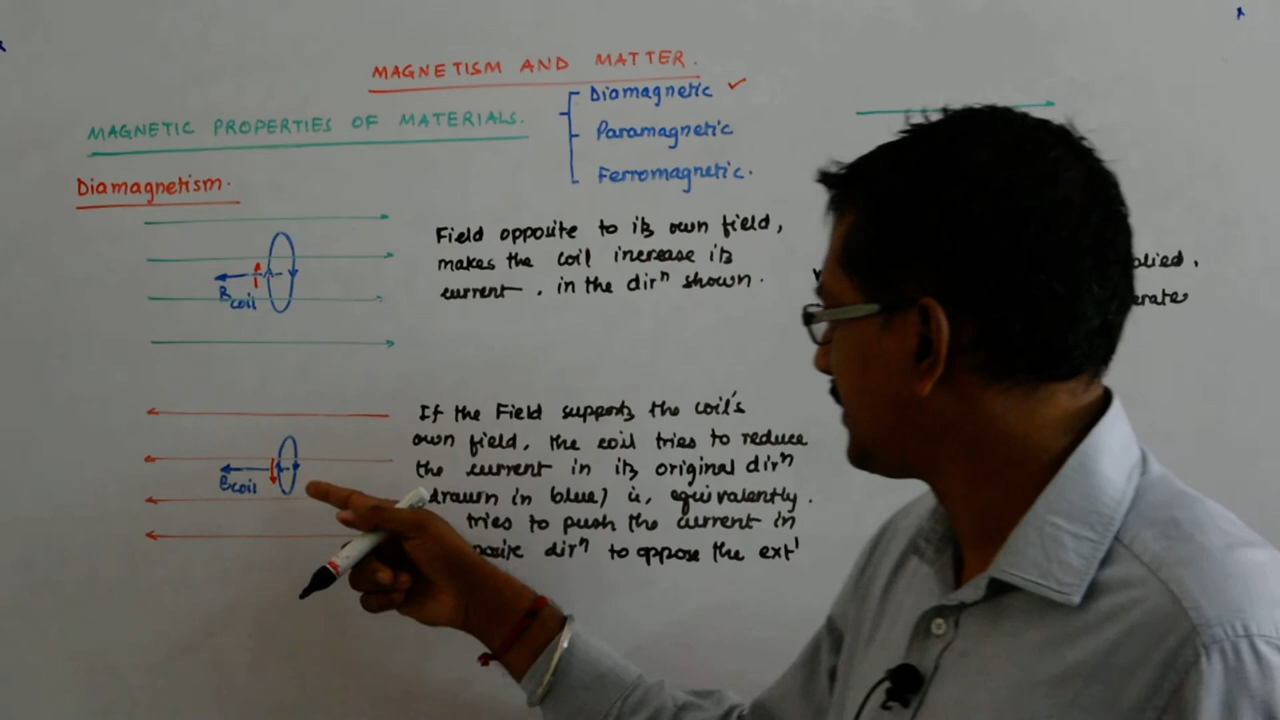 MAGNETISM AND MATTER.
MAGNETIC PROPERTIES OF MATERIALS.
Diamagnetic ✓
Paramagnetic
Ferromagnetic.
Diamagnetism.
Field opposite to its own field,
makes the coil increase its
current, in the dirⁿ shown.
Bcoil
If the Field supports the coil's
own field, the coil tries to reduce
the current in its original dirⁿ
drawn in blue) ie, equivalently.
tries to push the current in
dirⁿ to oppose the ext'
Bcoil